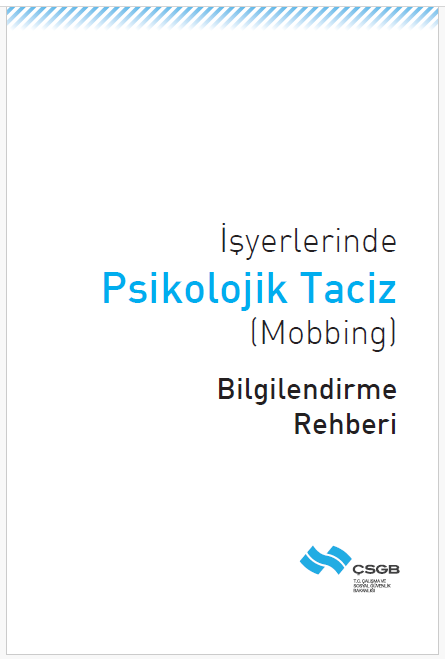 İşyerlerinde
Psikolojik Taciz
(Mobbing)
Bilgilendirme
Rehberi
ÇSGB
T.C. ÇALIŞMA VE
SOSYAL GÜVENLİK
BAKANLIĞI